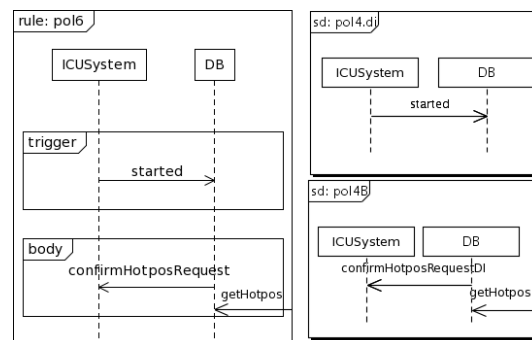 rule: pol6
ICUSystem
DB
trigger
started
body
confirmHotposRequest
getHotpos
sd: pol4.di
ICUSystem
DB
started
sd: pol4B
ICUSystem
DB
confirmHotposRequestDI
getHotpos